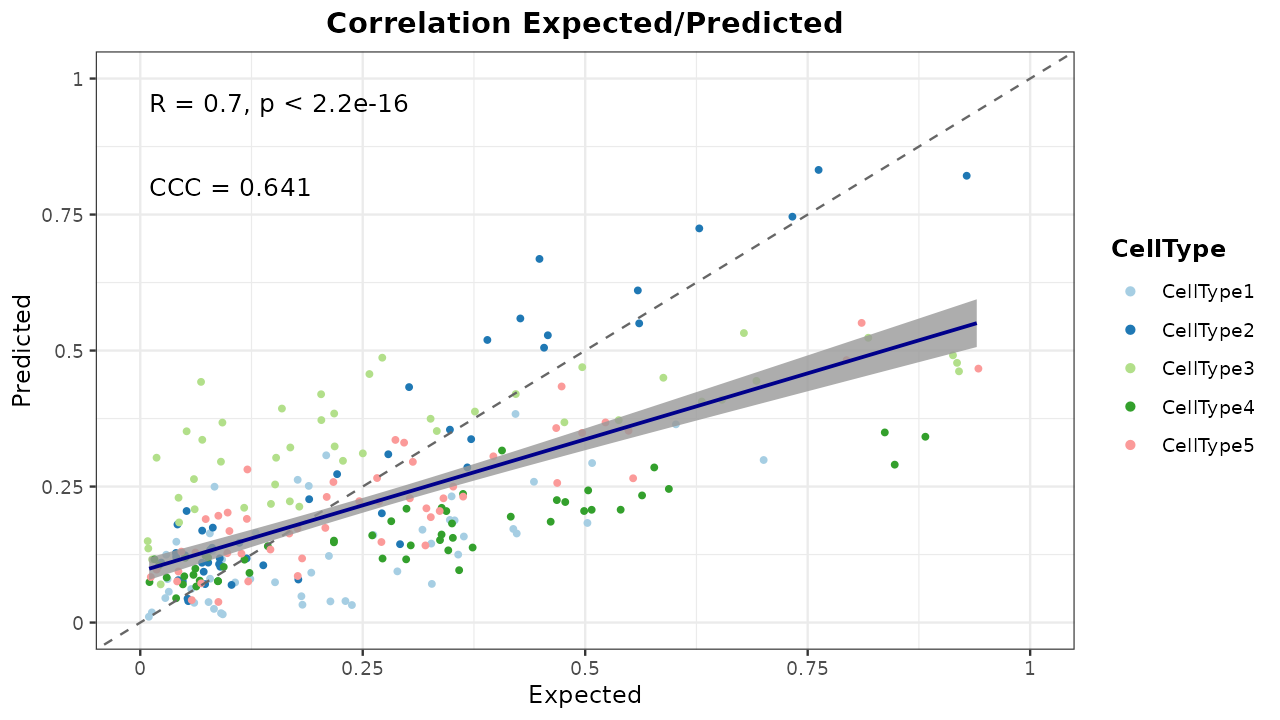 Correlation Expected/Predicted
R = 0.7, p < 2.2e-16
CCC = 0.641
1
0.75
0.5
0.25
0
Predicted
0
0.25
0.5
0.75
1
Expected
CellType
CellType1
CellType2
CellType3
CellType4
CellType5